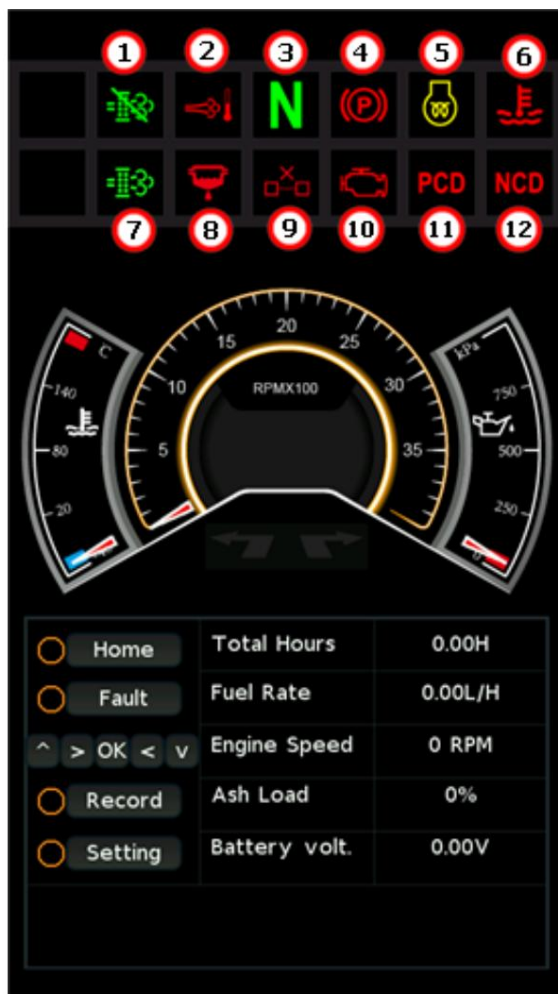 1 2 3 4 5 6
N (P)
PCD NCD
7 8 9 10 11 12
C 140 80 20
5 10 15 20 25 30 35
RPMX100
kPa 750 500 250 0
Home Total Hours 0.00H
Fault Fuel Rate 0.00L/H
^ > OK < v Engine Speed 0 RPM
Record Ash Load 0%
Setting Battery volt. 0.00V